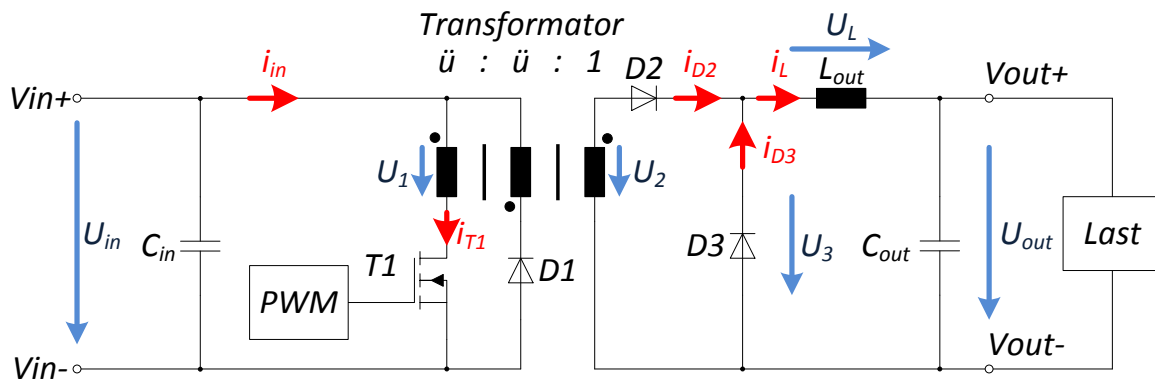 Transformator
ü : ü : 1
Vin+
i_in
D2
i_D2
i_L
U_L
L_out
Vout+
U_1
U_2
i_D3
U_in
C_in
i_T1
T1
D1
PWM
D3
U_3
C_out
U_out
Last
Vin-
Vout-